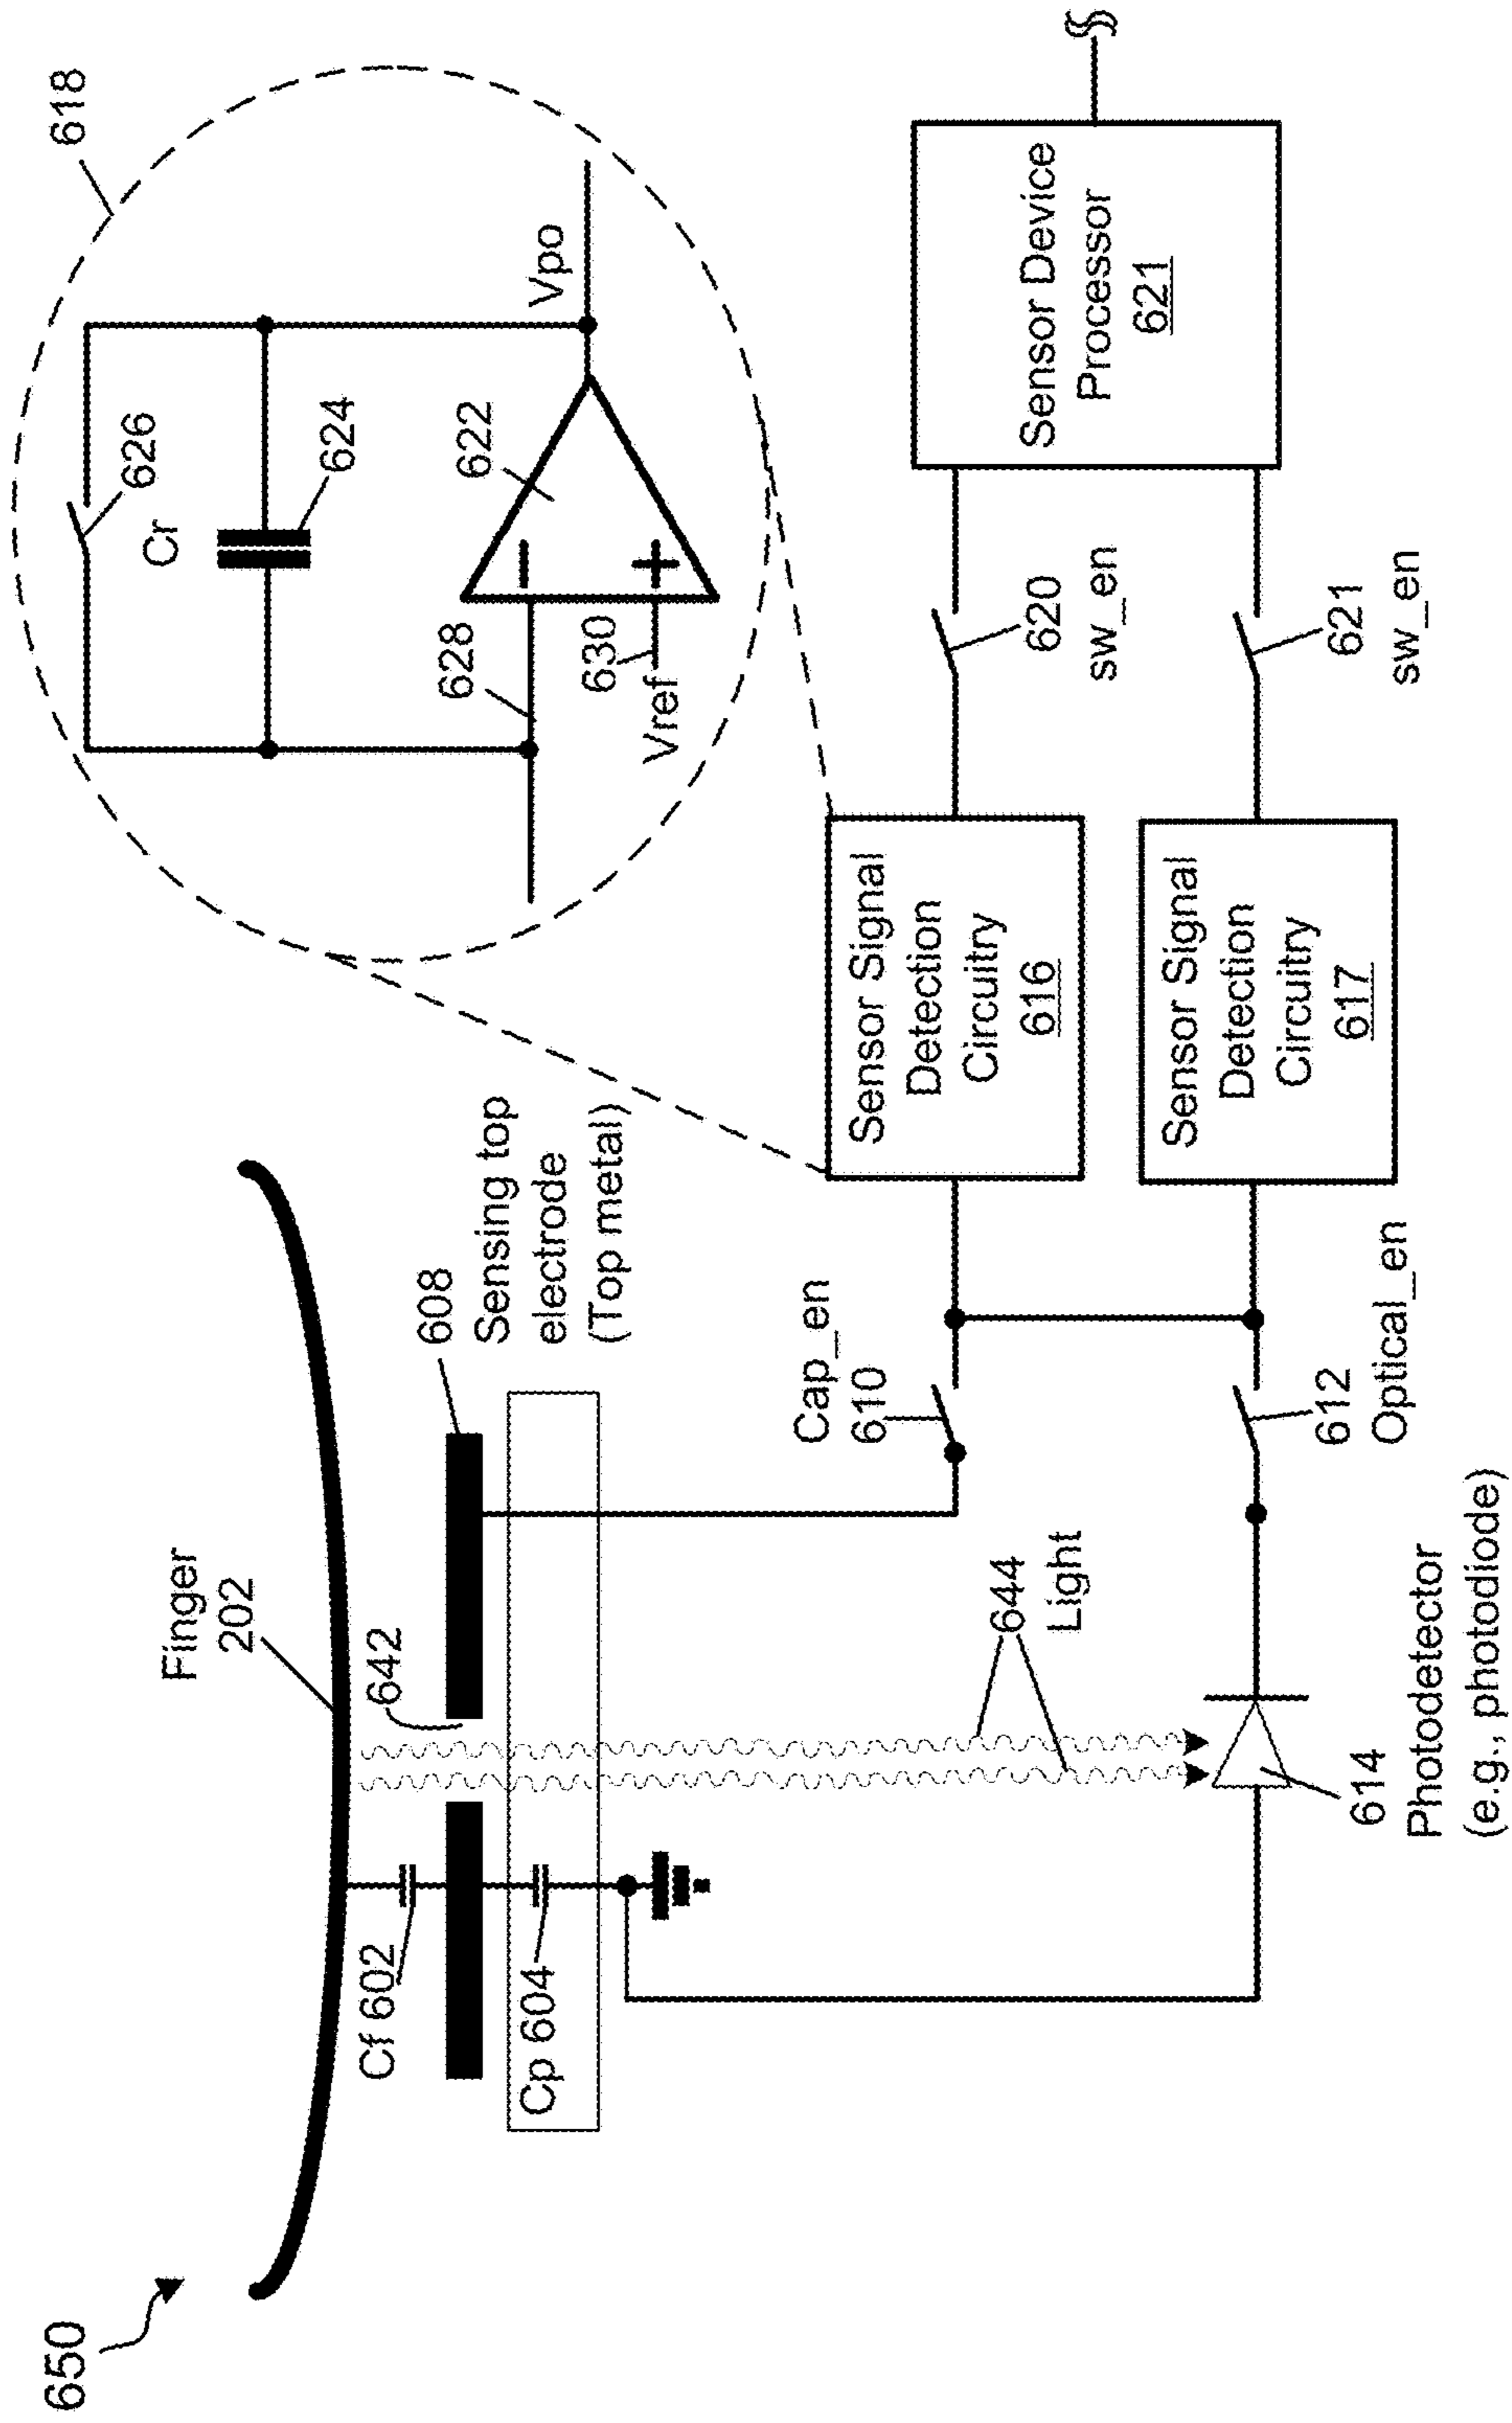 650
Finger
202
642
Cf 602
Cp 604
608
Sensing top
electrode
(Top metal)
644
Light
614
Photodetector
(e.g., photodiode)
Cap_en
610
612
Optical_en
Sensor Signal
Detection
Circuitry
616
Sensor Signal
Detection
Circuitry
617
618
626
Cr
624
622
628
630
Vref
−
+
Vpo
620
sw_en
621
sw_en
Sensor Device
Processor
621